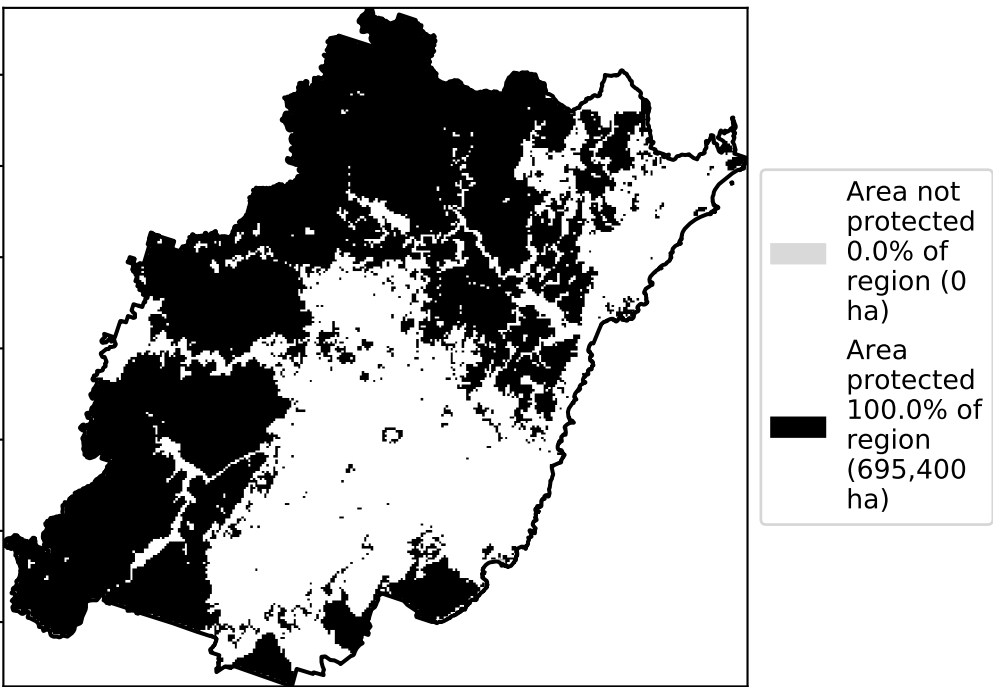 Area not
protected
0.0% of
region (0
ha)
Area
protected
100.0% of
region
(695,400
ha)